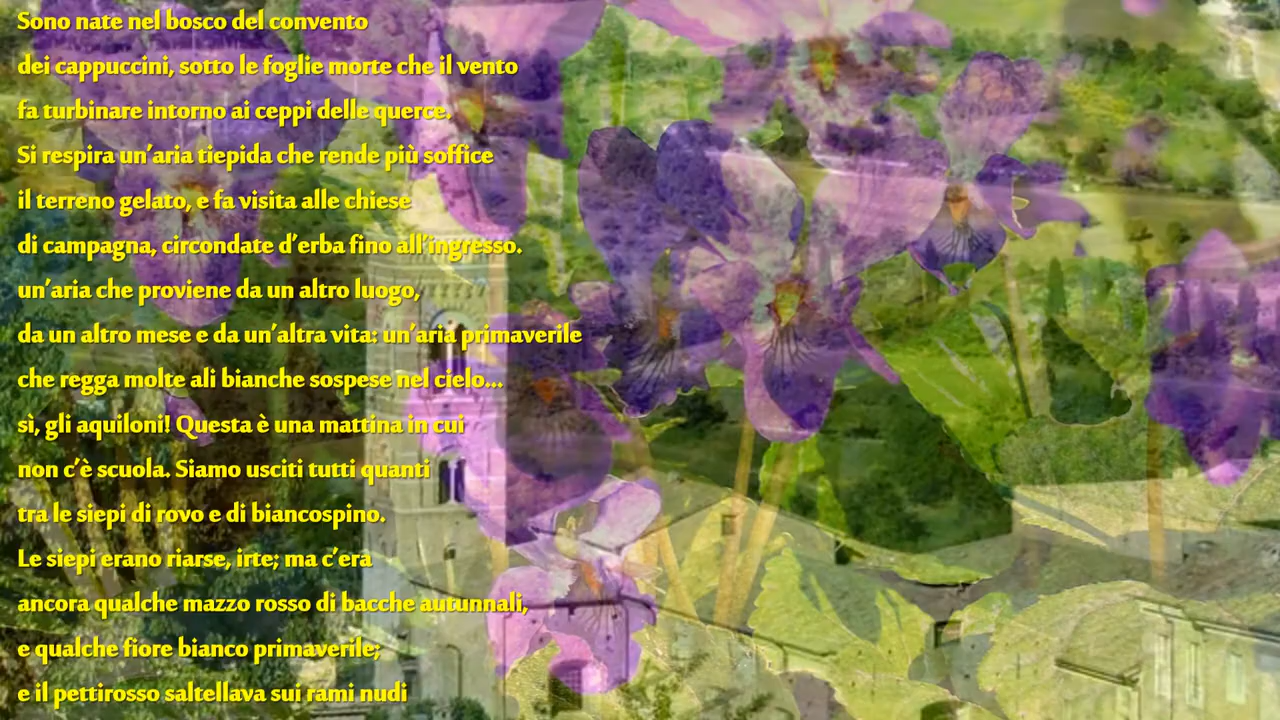 Sono nate nel bosco del convento
dei cappuccini, sotto le foglie morte che il vento
fa turbinare intorno ai ceppi delle querce.
Si respira un'aria tiepida che rende più soffice
il terreno gelato, e fa visita alle chiese
di campagna, circondate d'erba fino all'ingresso.
un'aria che proviene da un altro luogo,
da un altro mese e da un'altra vita: un'aria primaverile
che regga molte ali bianche sospese nel cielo...
sì, gli aquiloni! Questa è una mattina in cui
non c'è scuola. Siamo usciti tutti quanti
tra le siepi di rovo e di biancospino.
Le siepi erano riarse, irte; ma c'era
ancora qualche mazzo rosso di bacche autunnali,
e qualche fiore bianco primaverile;
e il pettirosso saltellava sui rami nudi